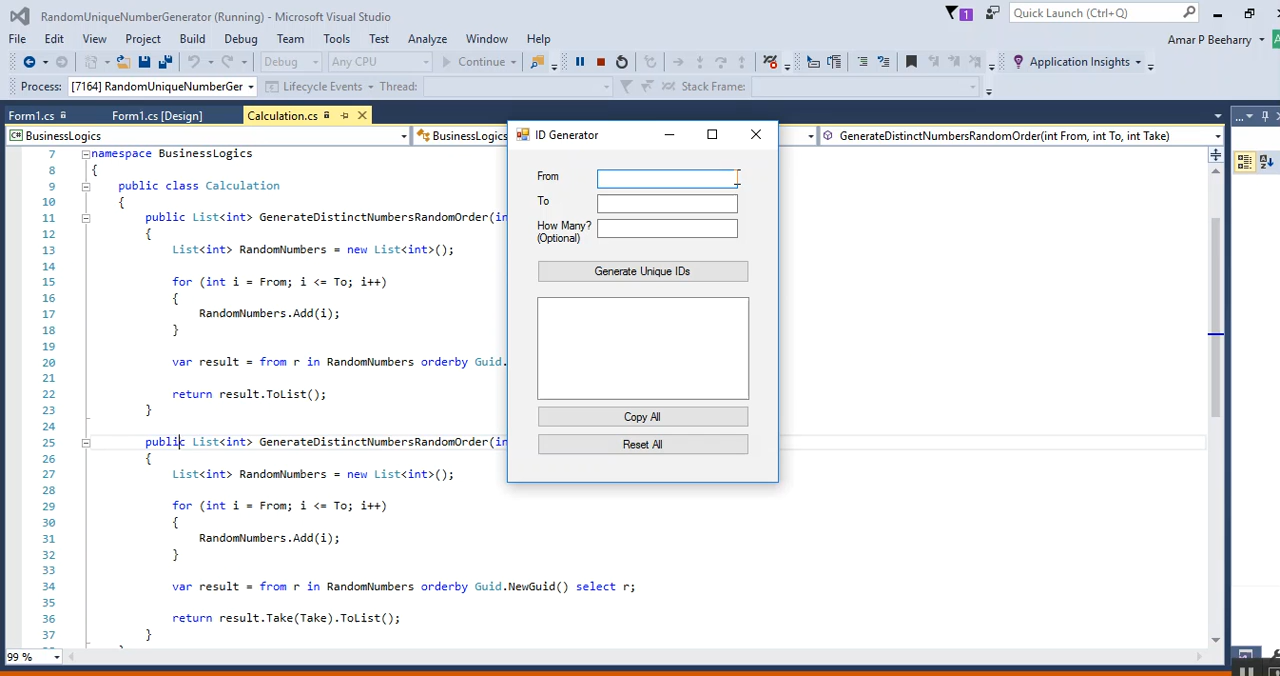 RandomUniqueNumberGenerator (Running) - Microsoft Visual Studio
1
Quick Launch (Ctrl+Q)
File Edit View Project Build Debug Team Tools Test Analyze Window Help
Amar P Beeharry
A
Debug Any CPU Continue Application Insights
Process: [7164] RandomUniqueNumberGer Lifecycle Events Thread: Stack Frame:
Form1.cs Form1.cs [Design] Calculation.cs
BusinessLogics BusinessLogics GenerateDistinctNumbersRandomOrder(int From, int To, int Take)
7 namespace BusinessLogics
8 {
9 public class Calculation
10 {
11 public List<int> GenerateDistinctNumbersRandomOrder(in
12 {
13 List<int> RandomNumbers = new List<int>();
14
15 for (int i = From; i <= To; i++)
16 {
17 RandomNumbers.Add(i);
18 }
19
20 var result = from r in RandomNumbers orderby Guid.
21
22 return result.ToList();
23 }
24
25 public List<int> GenerateDistinctNumbersRandomOrder(in
26 {
27 List<int> RandomNumbers = new List<int>();
28
29 for (int i = From; i <= To; i++)
30 {
31 RandomNumbers.Add(i);
32 }
33
34 var result = from r in RandomNumbers orderby Guid.NewGuid() select r;
35
36 return result.Take(Take).ToList();
37 }
99 %
ID Generator
From
To
How Many?
(Optional)
Generate Unique IDs
Copy All
Reset All